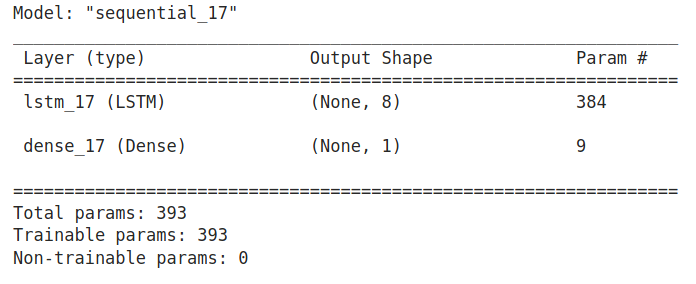 Model: "sequential_17"
_________________________________________________________________
Layer (type) Output Shape Param #
=================================================================
lstm_17 (LSTM) (None, 8) 384
dense_17 (Dense) (None, 1) 9
=================================================================
Total params: 393
Trainable params: 393
Non-trainable params: 0